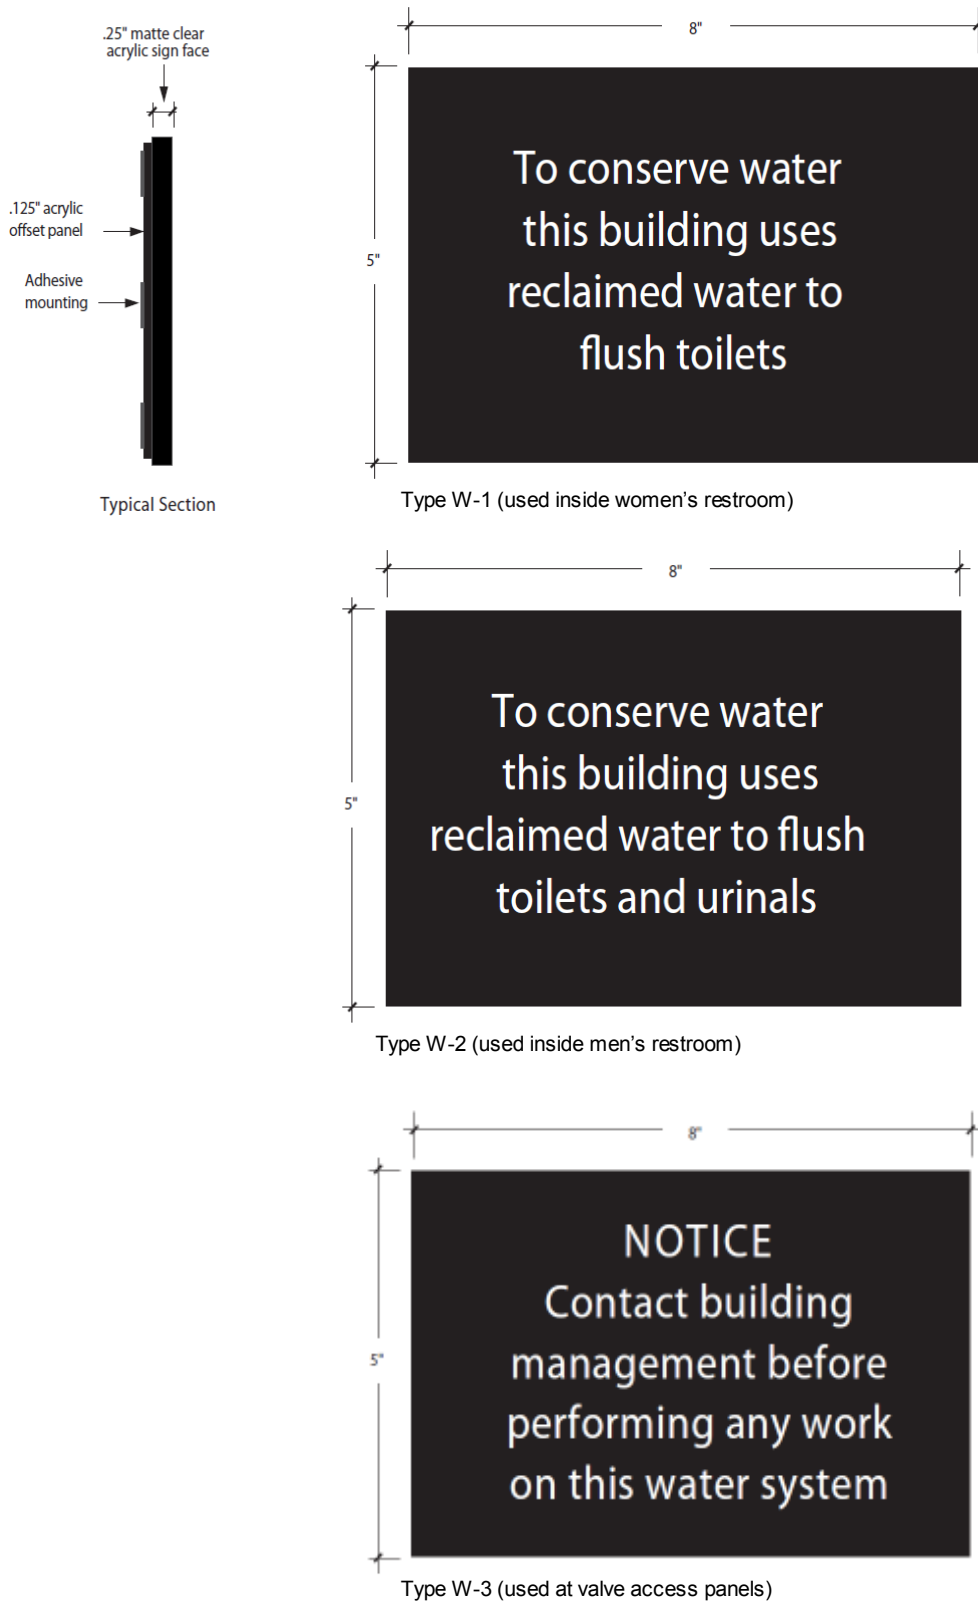 .25" matte clear
acrylic sign face
.125" acrylic
offset panel
Adhesive
mounting
Typical Section
8"
5"
To conserve water
this building uses
reclaimed water to
flush toilets
Type W-1 (used inside women’s restroom)
8"
5"
To conserve water
this building uses
reclaimed water to flush
toilets and urinals
Type W-2 (used inside men’s restroom)
8"
5"
NOTICE
Contact building
management before
performing any work
on this water system
Type W-3 (used at valve access panels)